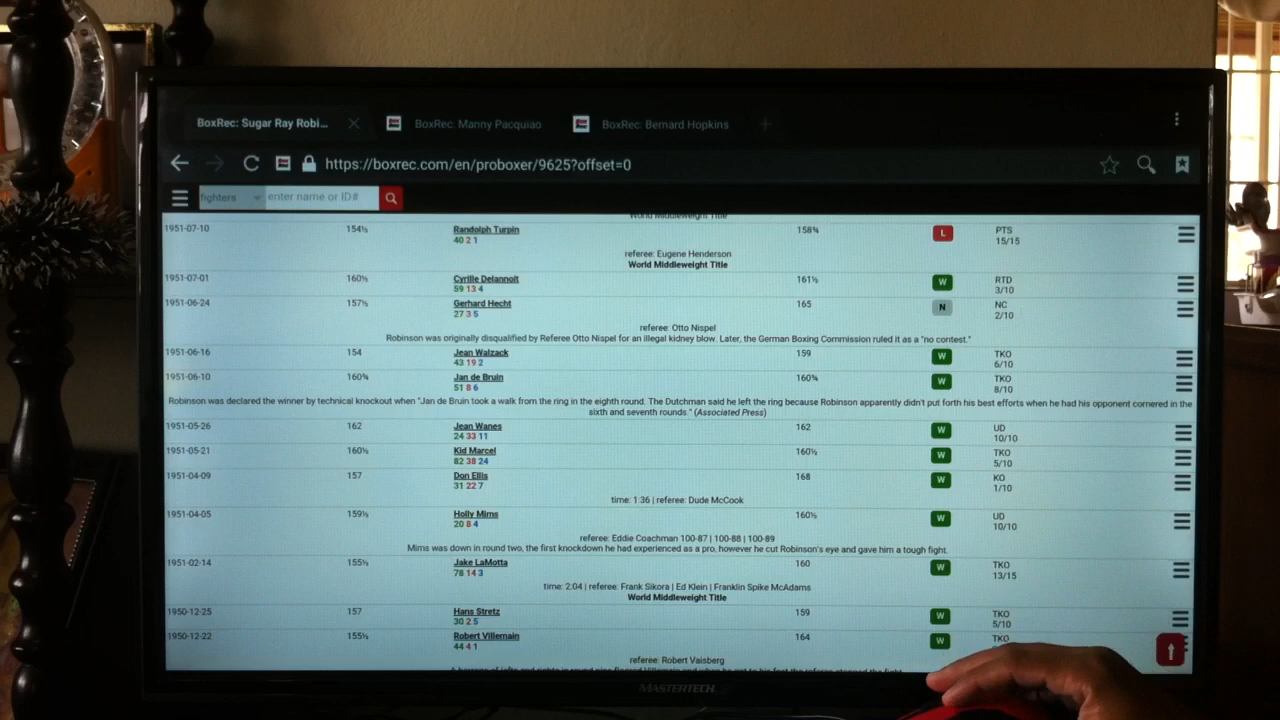 BoxRec: Sugar Ray Robi...
BoxRec: Manny Pacquiao
BoxRec: Bernard Hopkins
https://boxrec.com/en/proboxer/9625?offset=0
fighters enter name or ID#
World Middleweight Title
1951-07-10 154½ Randolph Turpin 158¾ L PTS
40 2 1 15/15
referee: Eugene Henderson
World Middleweight Title
1951-07-01 160½ Cyrille Delannoit 161½ W RTD
59 13 4 3/10
1951-06-24 157½ Gerhard Hecht 165 N NC
27 3 5 2/10
referee: Otto Nispel
Robinson was originally disqualified by Referee Otto Nispel for an illegal kidney blow. Later, the German Boxing Commission ruled it as a "no contest."
1951-06-16 154 Jean Walzack 159 W TKO
43 19 2 6/10
1951-06-10 160¾ Jan de Bruin 160¾ W TKO
51 8 6 8/10
Robinson was declared the winner by technical knockout when "Jan de Bruin took a walk from the ring in the eighth round. The Dutchman said he left the ring because Robinson apparently didn't put forth his best efforts when he had his opponent cornered in the
sixth and seventh rounds." (Associated Press)
1951-05-26 162 Jean Wanes 162 W UD
24 33 11 10/10
1951-05-21 160¾ Kid Marcel 160½ W TKO
82 38 24 5/10
1951-04-09 157 Don Ellis 168 W KO
31 22 7 1/10
time: 1:36 | referee: Dude McCook
1951-04-05 159½ Holly Mims 160½ W UD
20 8 4 10/10
referee: Eddie Coachman 100-87 | 100-88 | 100-89
Mims was down in round two, the first knockdown he had experienced as a pro, however he cut Robinson's eye and gave him a tough fight.
1951-02-14 155½ Jake LaMotta 160 W TKO
78 14 3 13/15
time: 2:04 | referee: Frank Sikora | Ed Klein | Franklin Spike McAdams
World Middleweight Title
1950-12-25 157 Hans Stretz 159 W TKO
30 2 5 5/10
1950-12-22 155½ Robert Villemain 164 W TKO
44 4 1
referee: Robert Vaisberg
MASTERTECH